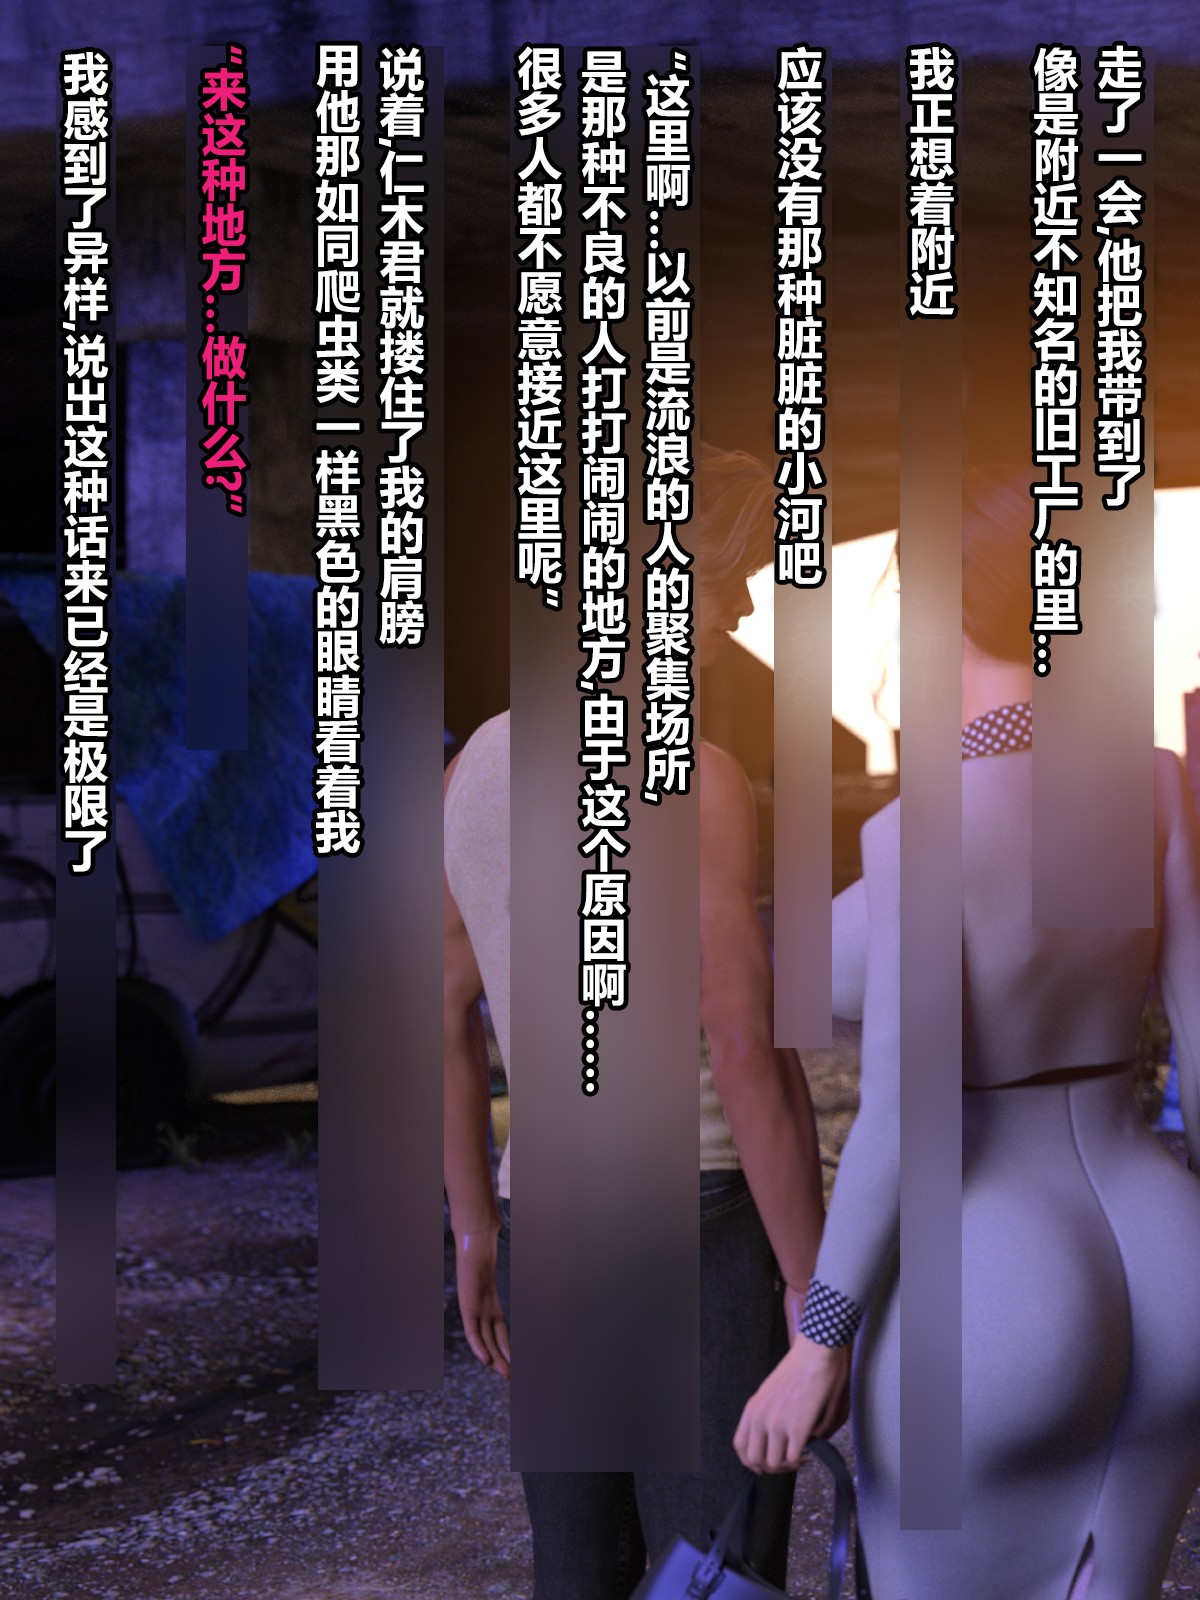 走了一会,他把我带到了
像是附近不知名的旧工厂的里…
我正想着附近
应该没有那种脏脏的小河吧
“这里啊…以前是流浪的人的聚集场所,
是那种不良的人打打闹闹的地方,由于这个原因啊……
很多人都不愿意接近这里呢”
说着,仁木君就搂住了我的肩膀
用他那如同爬虫类一样黑色的眼睛看着我
“来这种地方…做什么?”
我感到了异样,说出这种话来已经是极限了